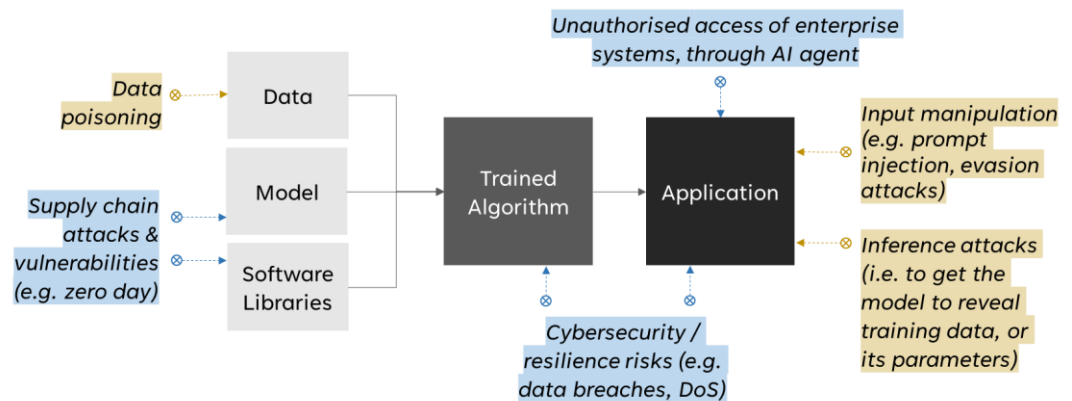 Unauthorised access of enterprise
systems, through AI agent
Data
poisoning
Data
Input manipulation
(e.g. prompt
injection, evasion
attacks)
Trained
Algorithm
Application
Model
Supply chain
attacks &
vulnerabilities
(e.g. zero day)
Software
Libraries
Inference attacks
(i.e. to get the
model to reveal
training data, or
its parameters)
Cybersecurity /
resilience risks (e.g.
data breaches, DoS)